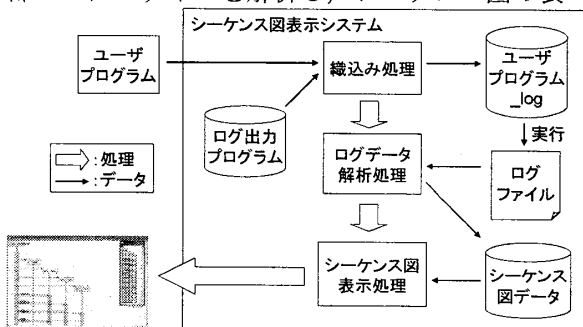 シーケンス図表示システム
ユーザ
プログラム
織込み処理
ユーザ
プログラム
_log
ログ出力
プログラム
実行
⇨:処理
→:データ
ログデータ
解析処理
ログ
ファイル
シーケンス図
表示処理
シーケンス
図データ